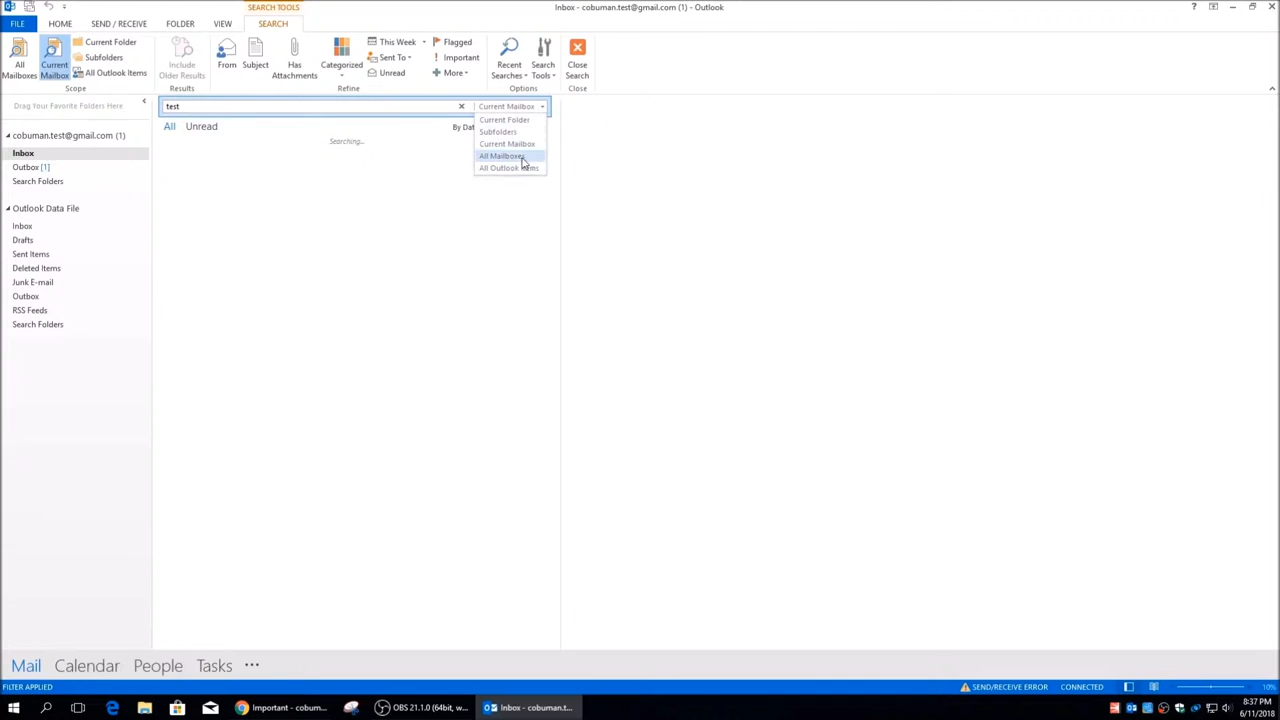 SEARCH TOOLS
Inbox - cobuman.test@gmail.com (1) - Outlook
FILE HOME SEND / RECEIVE FOLDER VIEW SEARCH
All Mailboxes
Current Mailbox
Current Folder
Subfolders
All Outlook Items
Scope
Include Older Results
Results
From
Subject
Has Attachments
Categorized
This Week
Sent To
Unread
Flagged
! Important
+ More
Refine
Recent Searches
Search Tools
Options
Close Search
Close
Drag Your Favorite Folders Here
cobuman.test@gmail.com (1)
Inbox
Outbox [1]
Search Folders
Outlook Data File
Inbox
Drafts
Sent Items
Deleted Items
Junk E-mail
Outbox
RSS Feeds
Search Folders
test
Current Mailbox
All Unread
By Dat
Searching...
Current Folder
Subfolders
Current Mailbox
All Mailboxes
All Outlook Items
Mail Calendar People Tasks ...
FILTER APPLIED
SEND/RECEIVE ERROR CONNECTED 10%
Important - cobum...
OBS 21.1.0 (64bit, w...
Inbox - cobuman.t...
8:37 PM
6/11/2018